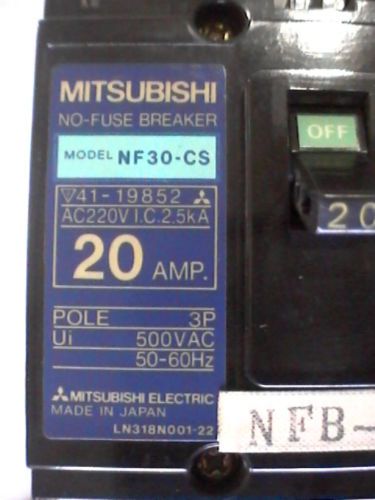 MITSUBISHI
NO-FUSE BREAKER
MODEL NF30-CS
▽41-19852
AC220V I.C.2.5kA
20 AMP.
POLE 3P
Ui 500VAC
50-60Hz
MITSUBISHI ELECTRIC
MADE IN JAPAN
LN318N001-22
OFF
20
NFB-